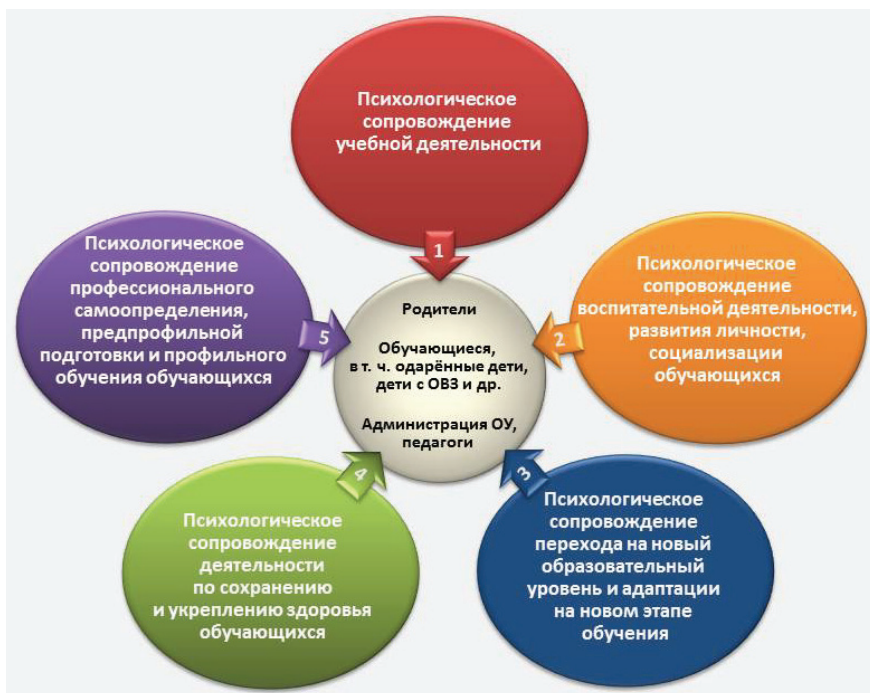 Психологическое
сопровождение
учебной деятельности
1
Психологическое
сопровождение
воспитательной деятельности,
развития личности,
социализации
обучающихся
2
Психологическое
сопровождение
перехода на новый
образовательный
уровень и адаптации
на новом этапе
обучения
3
Психологическое
сопровождение
деятельности
по сохранению
и укреплению здоровья
обучающихся
4
Психологическое
сопровождение
профессионального
самоопределения,
предпрофильной
подготовки и профильного
обучения обучающихся
5
Родители
Обучающиеся,
в т. ч. одарённые дети,
дети с ОВЗ и др.
Администрация ОУ,
педагоги